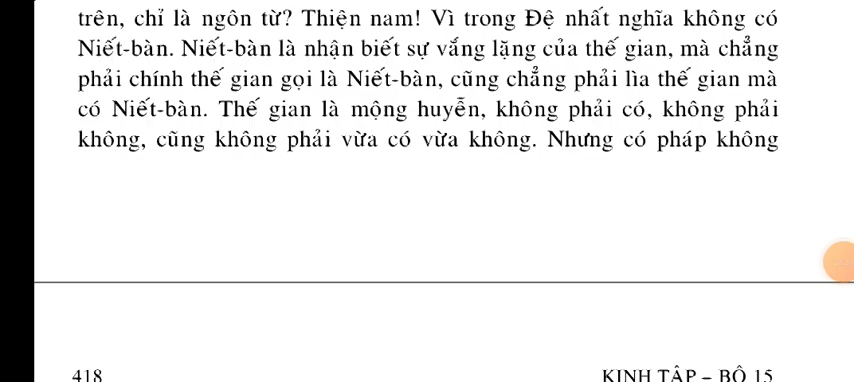 trên, chỉ là ngôn từ? Thiện nam! Vì trong Đệ nhất nghĩa không có
Niết-bàn. Niết-bàn là nhận biết sự vắng lặng của thế gian, mà chẳng
phải chính thế gian gọi là Niết-bàn, cũng chẳng phải lìa thế gian mà
có Niết-bàn. Thế gian là mộng huyễn, không phải có, không phải
không, cũng không phải vừa có vừa không. Nhưng có pháp không
418 KINH TẬP – BỘ 15